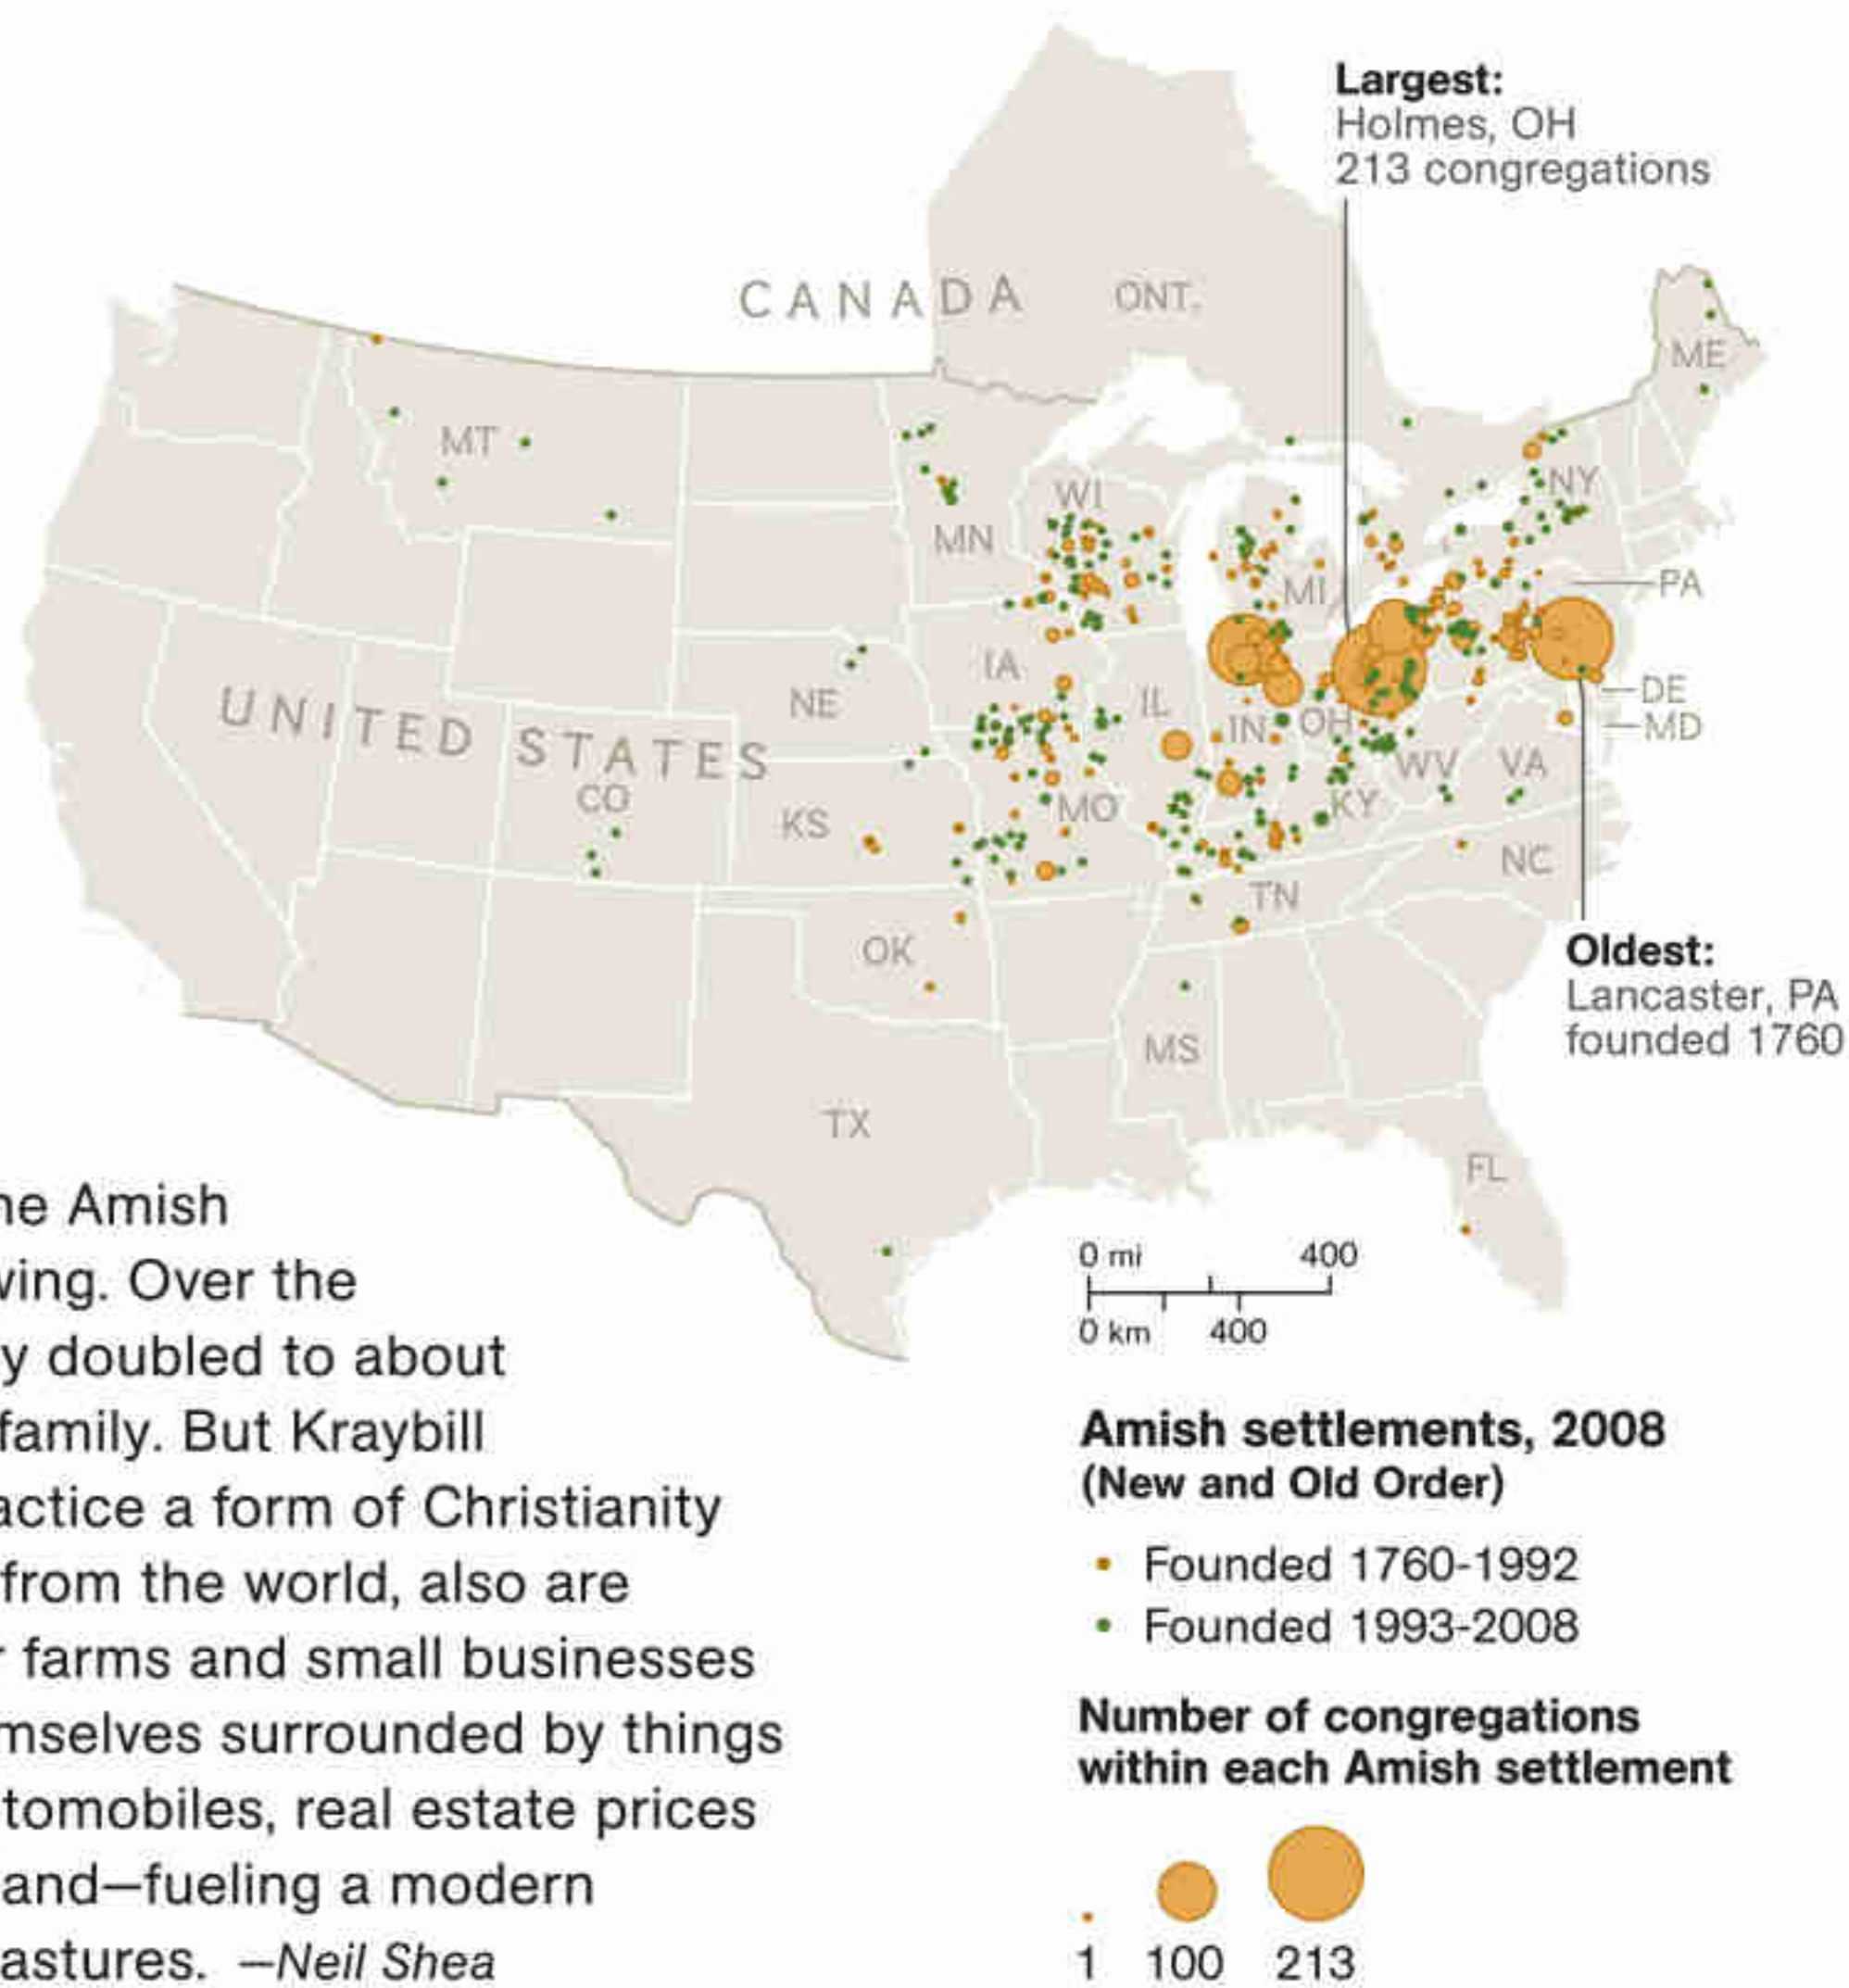 Largest:
Holmes, OH
213 congregations
CANADA
ONT.
ME
MT
WI
NY
MN
MI
PA
IA
NE
IL
IN
OH
DE
MD
UNITED STATES
WV
VA
CO
KS
MO
KY
NC
TN
OK
Oldest:
Lancaster, PA
founded 1760
MS
TX
FL
0 mi 400
0 km 400
ne Amish
wing. Over the
y doubled to about
family. But Kraybill
actice a form of Christianity
from the world, also are
r farms and small businesses
mselves surrounded by things
tomobiles, real estate prices
and—fueling a modern
astures. —Neil Shea
Amish settlements, 2008
(New and Old Order)
Founded 1760-1992
Founded 1993-2008
Number of congregations
within each Amish settlement
1 100 213